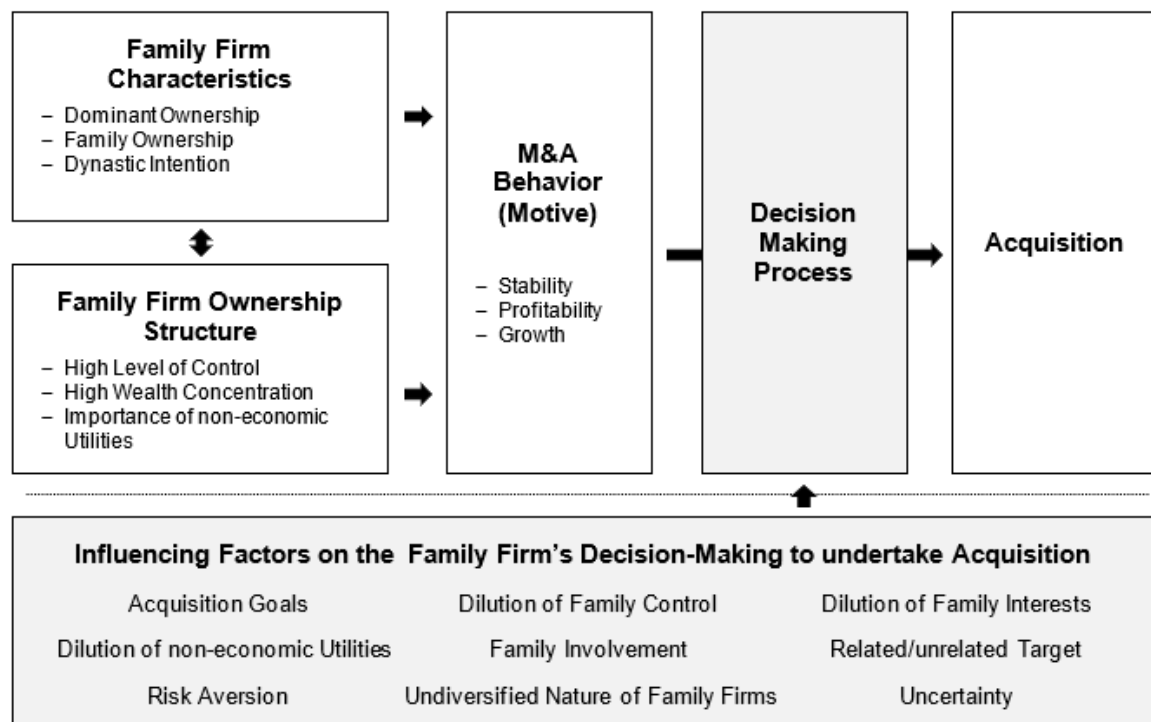 Family Firm
Characteristics
– Dominant Ownership
– Family Ownership
– Dynastic Intention
Family Firm Ownership
Structure
– High Level of Control
– High Wealth Concentration
– Importance of non-economic
Utilities
M&A
Behavior
(Motive)
– Stability
– Profitability
– Growth
Decision
Making
Process
Acquisition
Influencing Factors on the Family Firm's Decision-Making to undertake Acquisition
Acquisition Goals
Dilution of Family Control
Dilution of Family Interests
Dilution of non-economic Utilities
Family Involvement
Related/unrelated Target
Risk Aversion
Undiversified Nature of Family Firms
Uncertainty